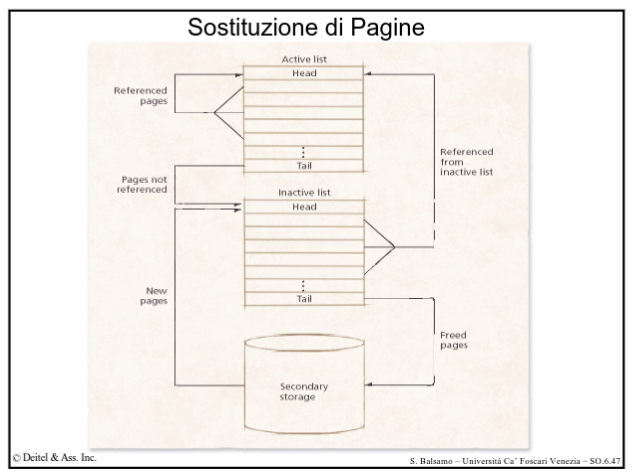 Sostituzione di Pagine
Active list
Head
Referenced
pages
Tail
Pages not
referenced
Referenced
from
inactive list
Inactive list
Head
Tail
New
pages
Freed
pages
Secondary
storage
© Deitel & Ass. Inc.
S. Balsamo – Università Ca’ Foscari Venezia – SO.6.47